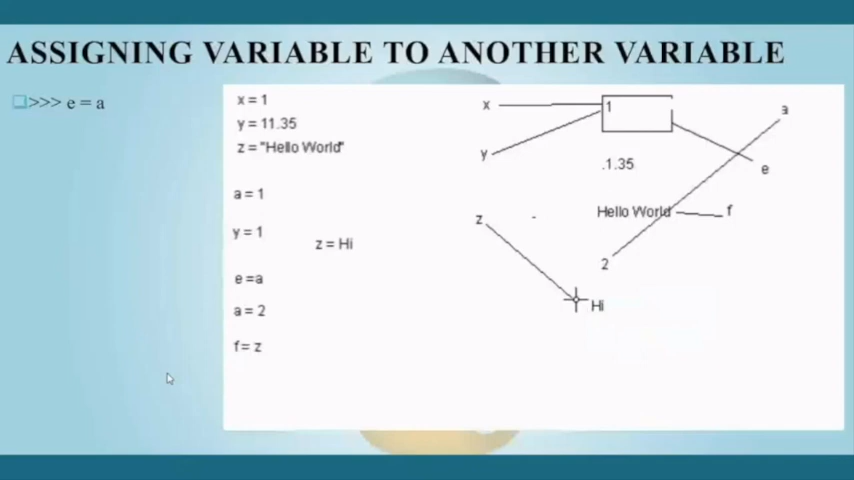 ASSIGNING VARIABLE TO ANOTHER VARIABLE
>>> e = a
x = 1
y = 11.35
z = "Hello World"
a = 1
y = 1
z = Hi
e =a
a = 2
f= z
x
1
a
y
.1.35
e
z
Hello World
f
2
Hi